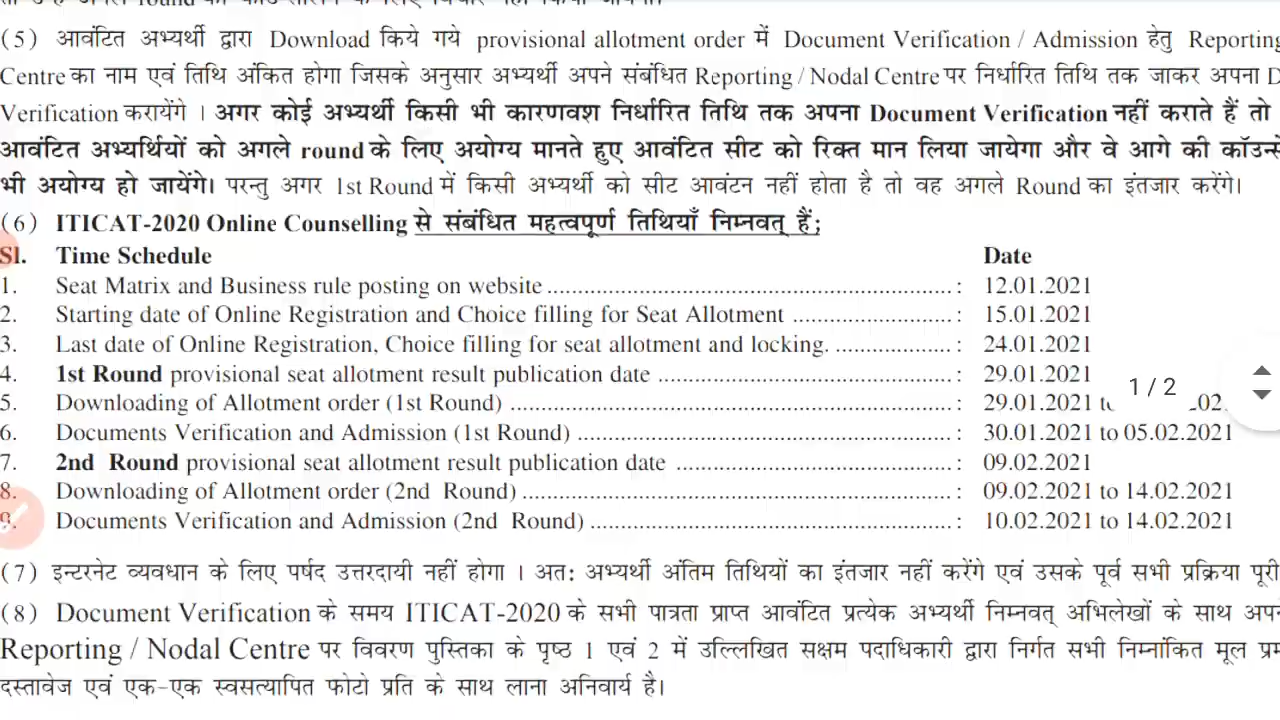 (5) आवंटित अभ्यर्थी द्वारा Download किये गये provisional allotment order में Document Verification / Admission हेतु Reporting
Centre का नाम एवं तिथि अंकित होगा जिसके अनुसार अभ्यर्थी अपने संबंधित Reporting / Nodal Centre पर निर्धारित तिथि तक जाकर अपना D
Verification करायेंगे । अगर कोई अभ्यर्थी किसी भी कारणवश निर्धारित तिथि तक अपना Document Verification नहीं कराते हैं तो
आवंटित अभ्यर्थियों को अगले round के लिए अयोग्य मानते हुए आवंटित सीट को रिक्त मान लिया जायेगा और वे आगे की
भी अयोग्य हो जायेंगे। परन्तु अगर 1st Round में किसी अभ्यर्थी को सीट आवंटन नहीं होता है तो वह अगले Round का इंतजार करेंगे।
(6) ITICAT-2020 Online Counselling से संबंधित महत्वपूर्ण तिथियाँ निम्नवत् हैं;
Sl. Time Schedule Date
1. Seat Matrix and Business rule posting on website : 12.01.2021
2. Starting date of Online Registration and Choice filling for Seat Allotment : 15.01.2021
3. Last date of Online Registration, Choice filling for seat allotment and locking. : 24.01.2021
4. 1st Round provisional seat allotment result publication date : 29.01.2021
1 / 2
5. Downloading of Allotment order (1st Round) : 29.01.2021
6. Documents Verification and Admission (1st Round) : 30.01.2021 to 05.02.2021
7. 2nd Round provisional seat allotment result publication date : 09.02.2021
8. Downloading of Allotment order (2nd Round) : 09.02.2021 to 14.02.2021
9. Documents Verification and Admission (2nd Round) : 10.02.2021 to 14.02.2021
(7) इन्टरनेट व्यवधान के लिए पर्षद उत्तरदायी नहीं होगा । अत: अभ्यर्थी अंतिम तिथियों का इंतजार नहीं करेंगे एवं उसके पूर्व सभी प्रक्रिया पूरी
(8) Document Verification के समय ITICAT-2020 के सभी पात्रता प्राप्त आवंटित प्रत्येक अभ्यर्थी निम्नवत् अभिलेखों के साथ
Reporting / Nodal Centre पर विवरण पुस्तिका के पृष्ठ 1 एवं 2 में उल्लिखित सक्षम पदाधिकारी द्वारा निर्गत सभी निम्नांकित मूल
दस्तावेज एवं एक-एक स्वसत्यापित फोटो प्रति के साथ लाना अनिवार्य है।